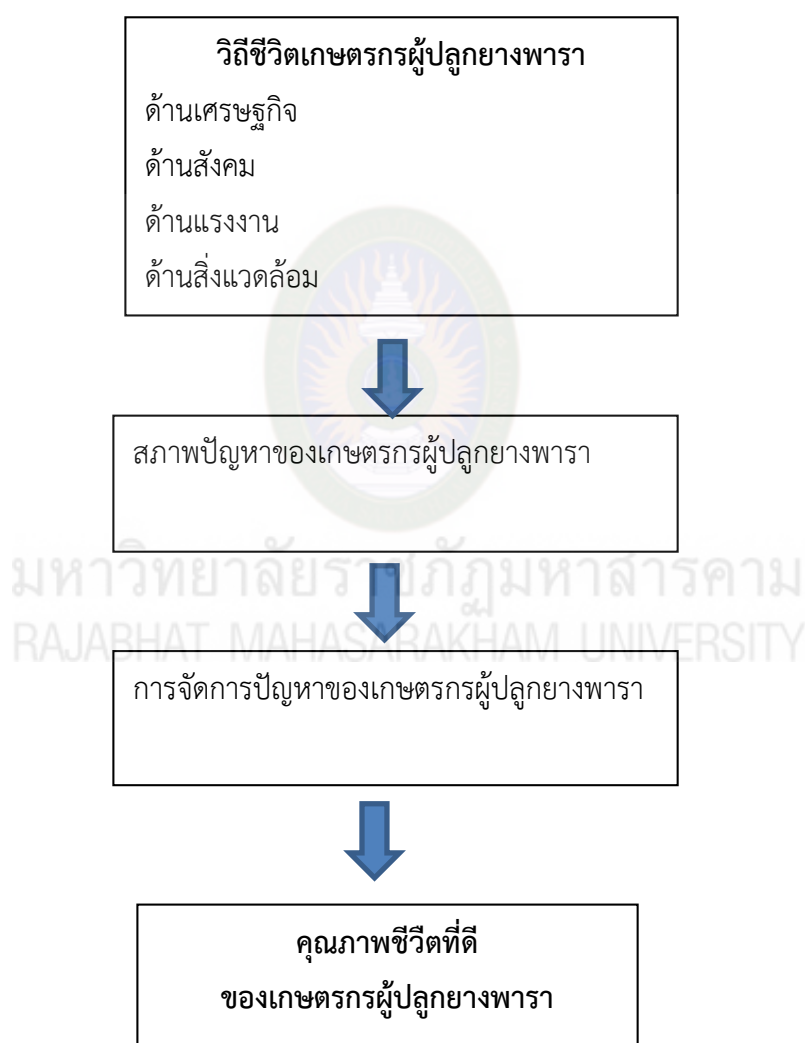 วิถีชีวิตเกษตรกรผู้ปลูกยางพารา
ด้านเศรษฐกิจ
ด้านสังคม
ด้านแรงงาน
ด้านสิ่งแวดล้อม
สภาพปัญหาของเกษตรกรผู้ปลูกยางพารา
มหาวิทยาลัยราชภัฏมหาสารคาม
RAJABHAT MAHASARAKHAM UNIVERSITY
การจัดการปัญหาของเกษตรกรผู้ปลูกยางพารา
คุณภาพชีวิตที่ดี
ของเกษตรกรผู้ปลูกยางพารา